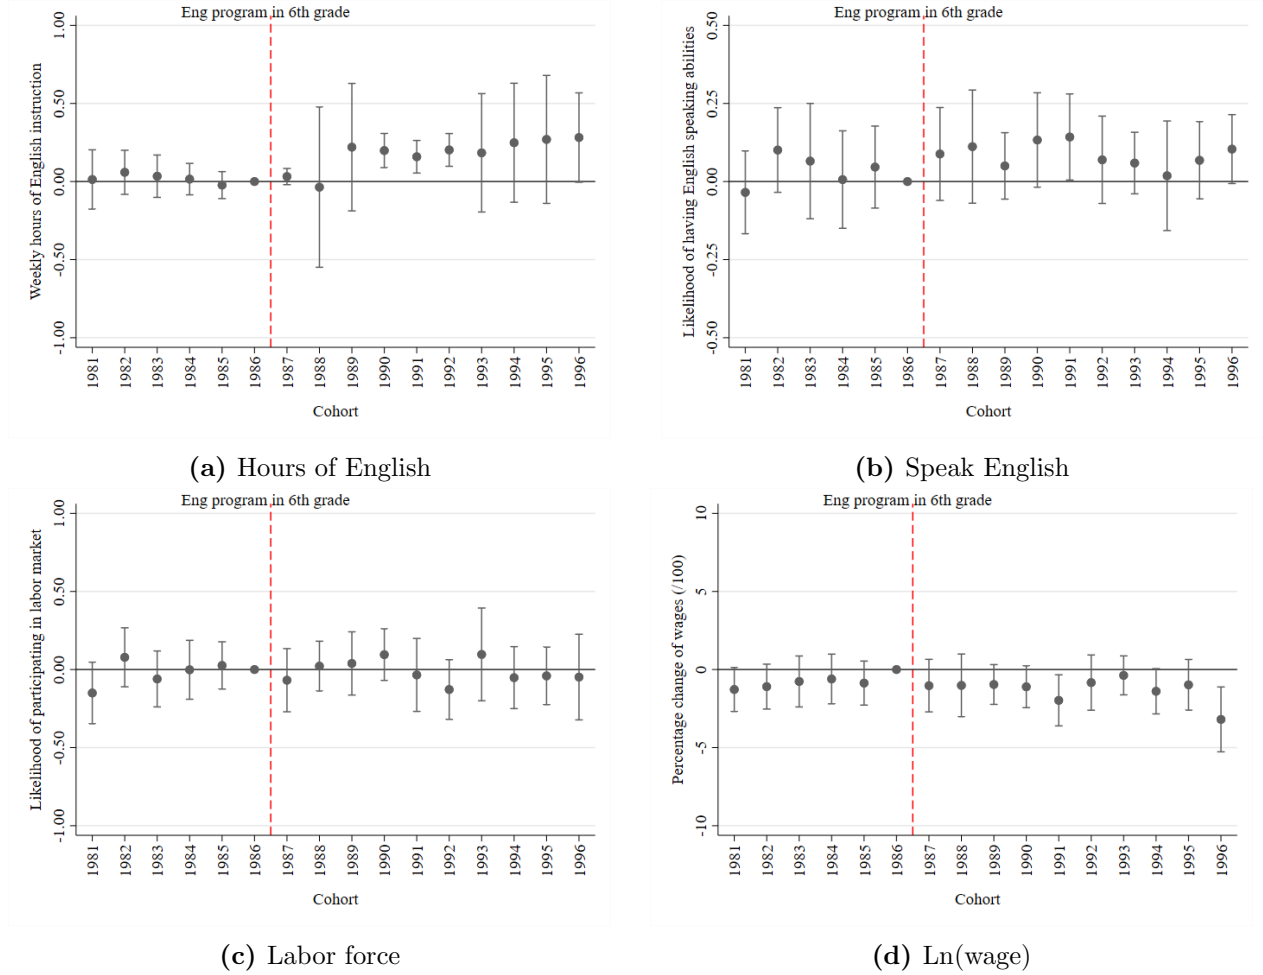 Eng program in 6th grade
Weekly hours of English instruction
1.00
0.50
0.00
-0.50
-1.00
1981 1982 1983 1984 1985 1986 1987 1988 1989 1990 1991 1992 1993 1994 1995 1996
Cohort
(a) Hours of English
Eng program in 6th grade
Likelihood of having English speaking abilities
0.50
0.25
0.00
-0.25
-0.50
1981 1982 1983 1984 1985 1986 1987 1988 1989 1990 1991 1992 1993 1994 1995 1996
Cohort
(b) Speak English
Eng program in 6th grade
Likelihood of participating in labor market
1.00
0.50
0.00
-0.50
-1.00
1981 1982 1983 1984 1985 1986 1987 1988 1989 1990 1991 1992 1993 1994 1995 1996
Cohort
(c) Labor force
Eng program in 6th grade
Percentage change of wages (/100)
10
5
0
-5
-10
1981 1982 1983 1984 1985 1986 1987 1988 1989 1990 1991 1992 1993 1994 1995 1996
Cohort
(d) Ln(wage)